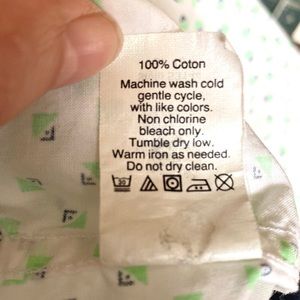 100% Coton
Machine wash cold
gentle cycle,
with like colors.
Non chlorine
bleach only.
Tumble dry low.
Warm iron as needed.
Do not dry clean.